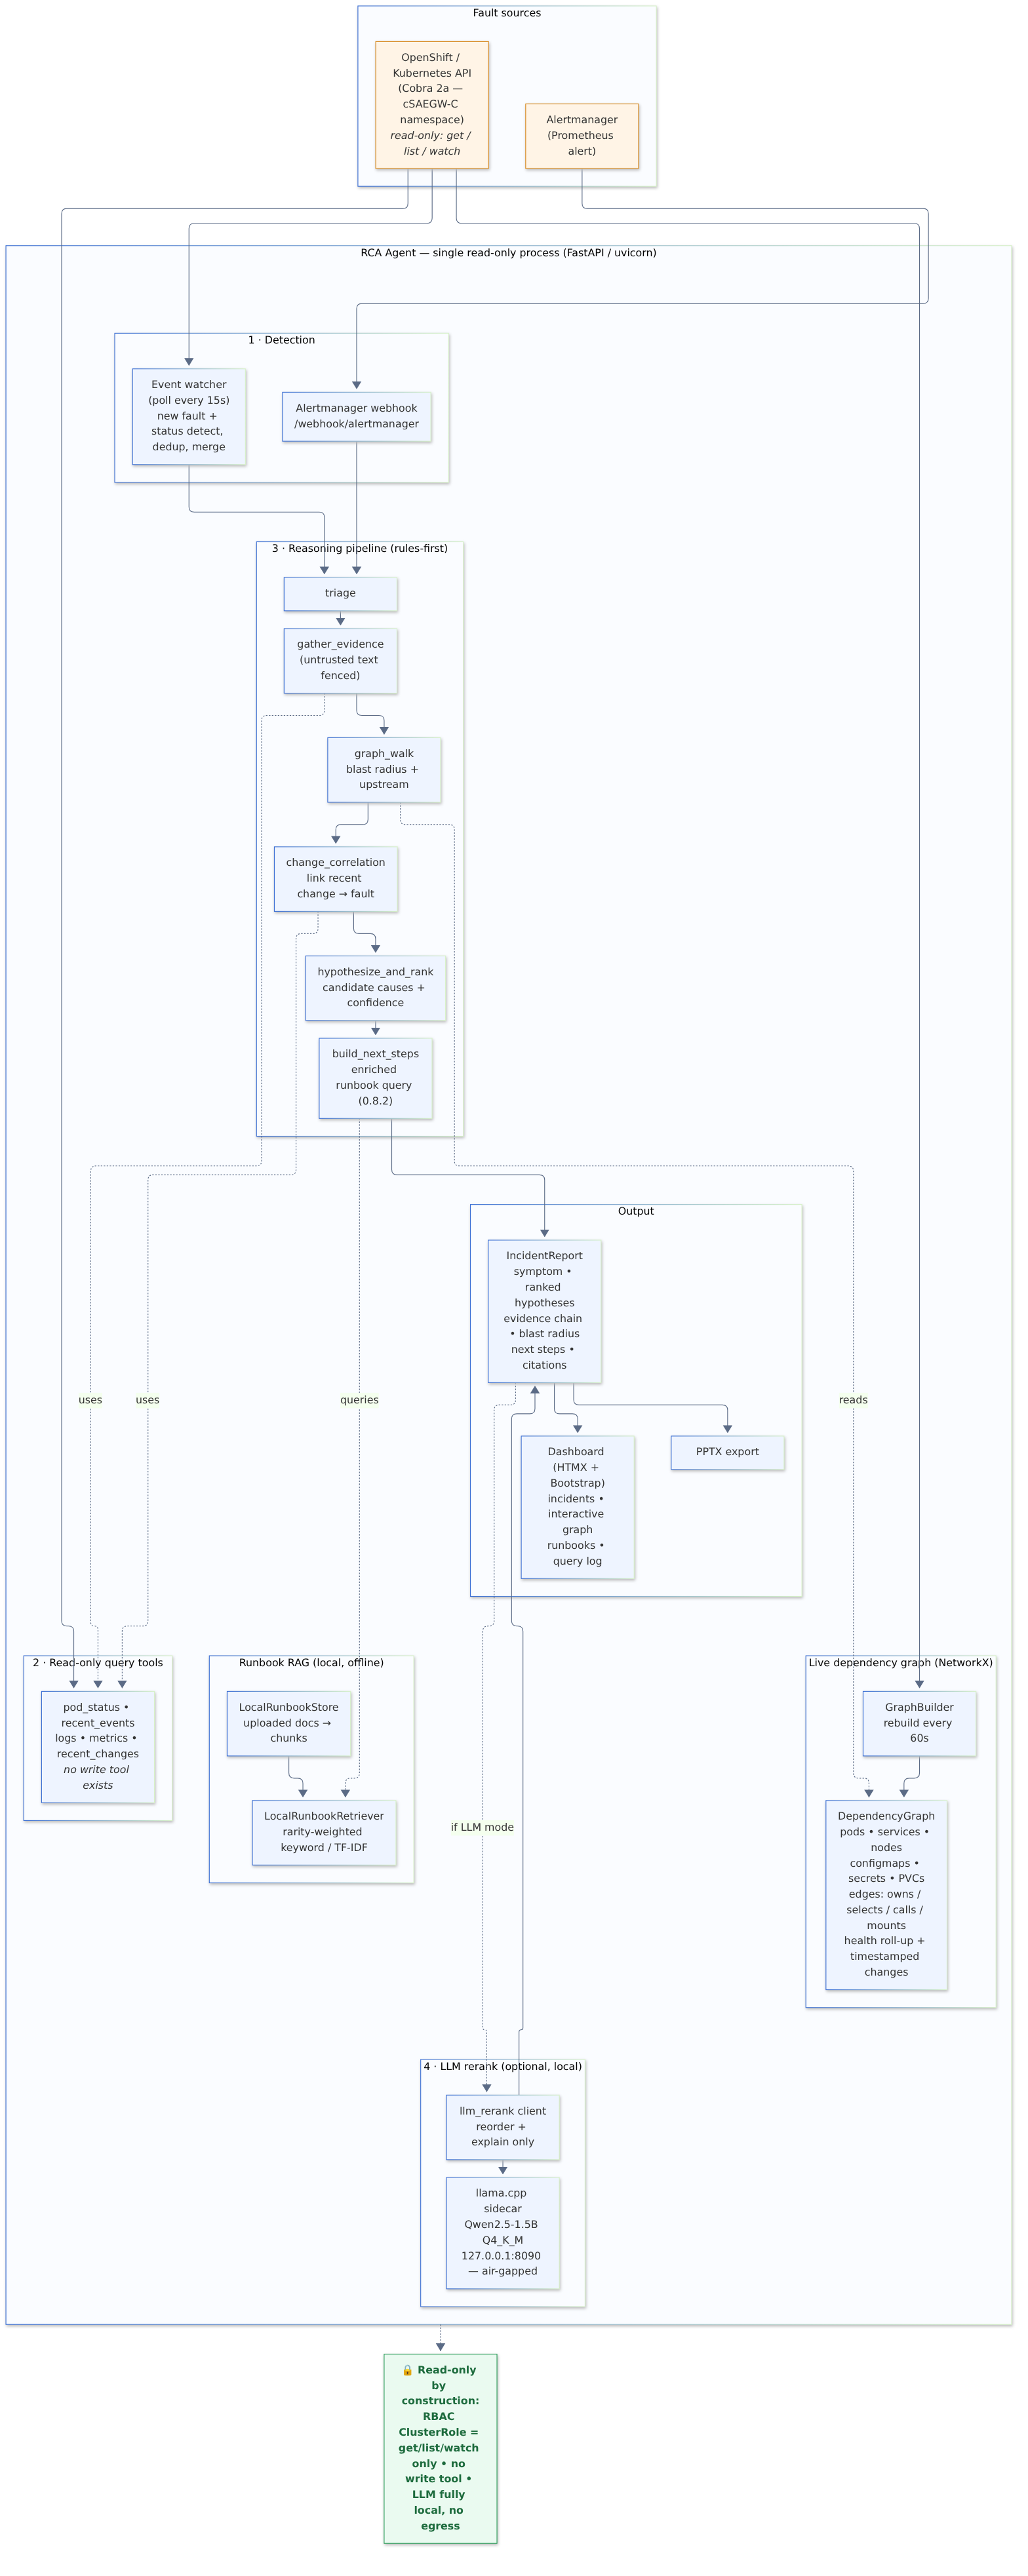 Fault sources
OpenShift /
Kubernetes API
(Cobra 2a —
cSAEGW-C
namespace)
read-only: get /
list / watch
Alertmanager
(Prometheus
alert)
RCA Agent — single read-only process (FastAPI / uvicorn)
1 · Detection
Event watcher
(poll every 15s)
new fault +
status detect,
dedup, merge
Alertmanager webhook
/webhook/alertmanager
3 · Reasoning pipeline (rules-first)
triage
gather_evidence
(untrusted text
fenced)
graph_walk
blast radius +
upstream
change_correlation
link recent
change → fault
hypothesize_and_rank
candidate causes +
confidence
build_next_steps
enriched
runbook query
(0.8.2)
Output
IncidentReport
symptom •
ranked
hypotheses
evidence chain
• blast radius
next steps •
citations
uses
uses
queries
reads
Dashboard
(HTMX +
Bootstrap)
incidents •
interactive
graph
runbooks •
query log
PPTX export
2 · Read-only query tools
pod_status •
recent_events
logs • metrics •
recent_changes
no write tool
exists
Runbook RAG (local, offline)
LocalRunbookStore
uploaded docs →
chunks
LocalRunbookRetriever
rarity-weighted
keyword / TF-IDF
if LLM mode
Live dependency graph (NetworkX)
GraphBuilder
rebuild every
60s
DependencyGraph
pods • services •
nodes
configmaps •
secrets • PVCs
edges: owns /
selects / calls /
mounts
health roll-up +
timestamped
changes
4 · LLM rerank (optional, local)
llm_rerank client
reorder +
explain only
llama.cpp
sidecar
Qwen2.5-1.5B
Q4_K_M
127.0.0.1:8090
— air-gapped
🔒 Read-only
by
construction:
RBAC
ClusterRole =
get/list/watch
only • no
write tool •
LLM fully
local, no
egress